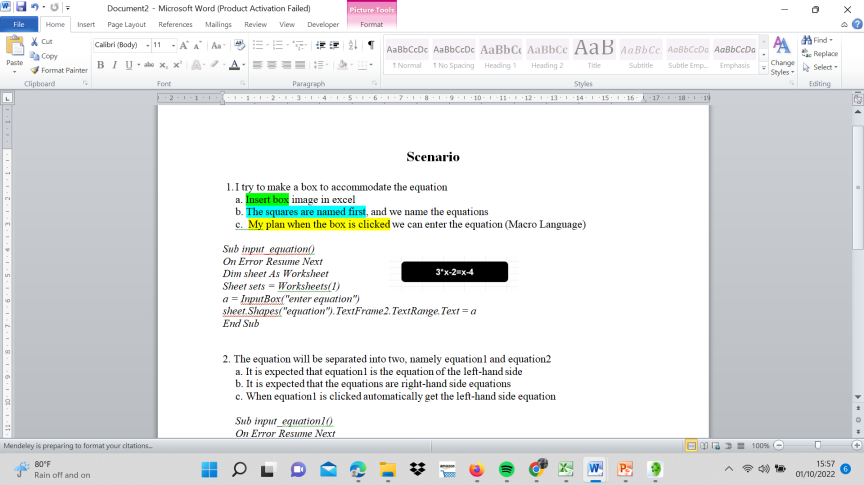 Document2 - Microsoft Word (Product Activation Failed)
Picture Tools
File Home Insert Page Layout References Mailings Review View Developer Format
Paste
Cut
Copy
Format Painter
Clipboard
Calibri (Body) 11
Font
Paragraph
AaBbCcDc AaBbCcDc AaBbCc AaBbCc AaB AaBbCc. AaBbCcDc AaBbCcDc
¶ Normal ¶ No Spacing Heading 1 Heading 2 Title Subtitle Subtle Emp... Emphasis
Styles
Change
Styles
Find
Replace
Select
Editing
Scenario
1. I try to make a box to accommodate the equation
a. Insert box image in excel
b. The squares are named first, and we name the equations
c. My plan when the box is clicked we can enter the equation (Macro Language)
Sub input_equation()
On Error Resume Next
Dim sheet As Worksheet
Sheet sets = Worksheets(1)
a = InputBox("enter equation")
sheet.Shapes("equation").TextFrame2.TextRange.Text = a
End Sub
3*x-2=x-4
2. The equation will be separated into two, namely equation1 and equation2
a. It is expected that equation1 is the equation of the left-hand side
b. It is expected that the equations are right-hand side equations
c. When equation1 is clicked automatically get the left-hand side equation
Sub input_equation1()
On Error Resume Next
Mendeley is preparing to format your citations...
100%
80°F
Rain off and on
15:57
01/10/2022
6